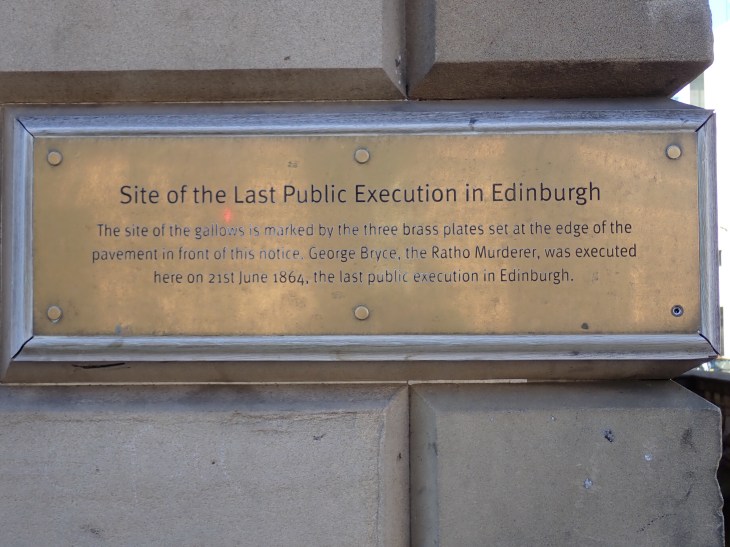 Site of the Last Public Execution in Edinburgh
The site of the gallows is marked by the three brass plates set at the edge of the
pavement in front of this notice. George Bryce, the Ratho Murderer, was executed
here on 21st June 1864, the last public execution in Edinburgh.